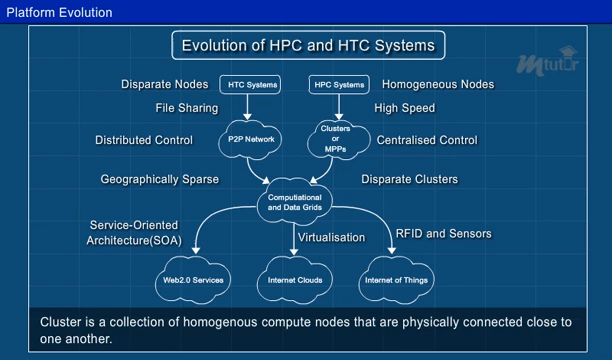 Platform Evolution
Evolution of HPC and HTC Systems
mtutor
Disparate Nodes
HTC Systems
HPC Systems
Homogeneous Nodes
File Sharing
High Speed
Distributed Control
P2P Network
Clusters
or
MPPs
Centralised Control
Geographically Sparse
Disparate Clusters
Computiational
and Data Grids
Service-Oriented
Architecture(SOA)
Virtualisation
RFID and Sensors
Web2.0 Services
Internet Clouds
Internet of Things
Cluster is a collection of homogenous compute nodes that are physically connected close to
one another.